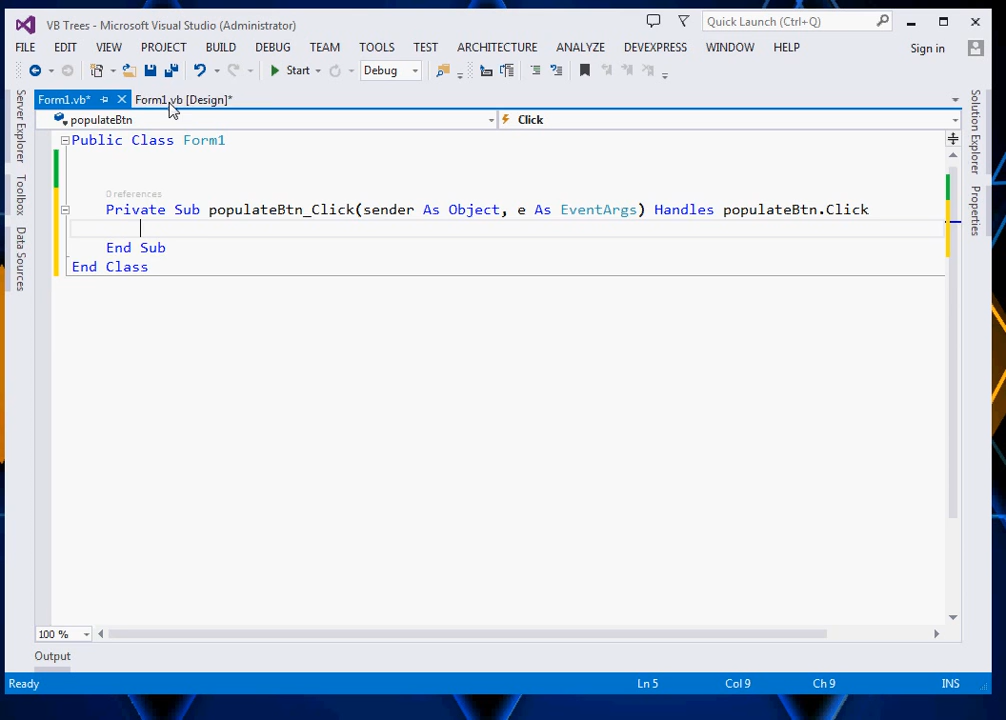 VB Trees - Microsoft Visual Studio (Administrator)
Quick Launch (Ctrl+Q)
FILE EDIT VIEW PROJECT BUILD DEBUG TEAM TOOLS TEST ARCHITECTURE ANALYZE DEVEXPRESS WINDOW HELP Sign in
Start Debug
Form1.vb* Form1.vb [Design]*
populateBtn Click
Server Explorer
Toolbox
Data Sources
Public Class Form1
0 references
Private Sub populateBtn_Click(sender As Object, e As EventArgs) Handles populateBtn.Click
End Sub
End Class
Solution Explorer
Properties
100 %
Output
Ready Ln 5 Col 9 Ch 9 INS